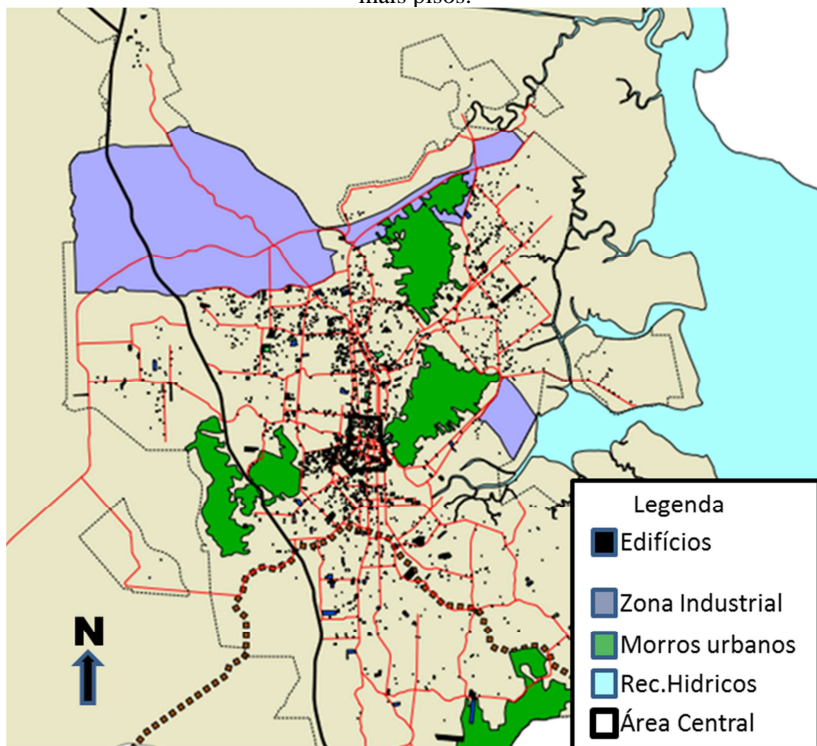 mais pisos.
N
Legenda
Edifícios
Zona Industrial
Morros urbanos
Rec.Hidricos
Área Central